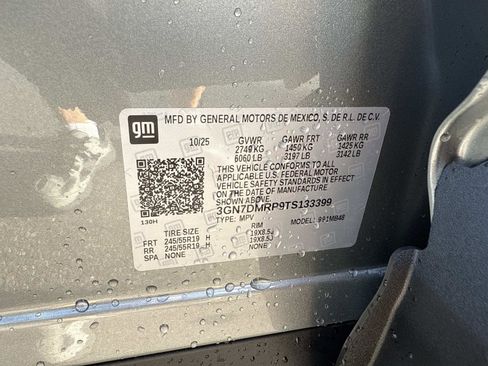 gm
MFD BY GENERAL MOTORS DE MEXICO, S. DE R.L. DE C.V.
10/25 GVWR GAWR FRT GAWR RR
2749 KG 1450 KG 1425 KG
6060 LB 3197 LB 3142 LB
THIS VEHICLE CONFORMS TO ALL
APPLICABLE U.S. FEDERAL MOTOR
VEHICLE SAFETY STANDARDS IN EFFECT
ON THE DATE OF MANUFACTURE
SHOWN ABOVE.
3GN7DMRP9TS133399
TYPE: MPV MODEL: 991MB48
130H
TIRE SIZE RIM
FRT 245/55R19 H 19X8.5J
RR 245/55R19 H 19X8.5J
SPA NONE NONE